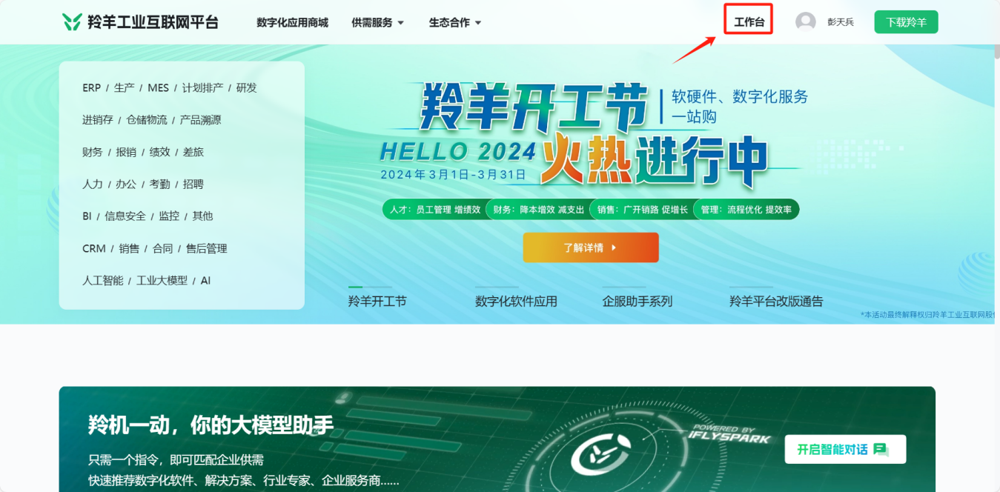 羚羊工业互联网平台 数字化应用商城 供需服务 生态合作 工作台 彭天兵 下载羚羊
ERP / 生产 / MES / 计划排产 / 研发
进销存 / 仓储物流 / 产品溯源
财务 / 报销 / 绩效 / 差旅
人力 / 办公 / 考勤 / 招聘
BI / 信息安全 / 监控 / 其他
CRM / 销售 / 合同 / 售后管理
人工智能 / 工业大模型 / AI
羚羊开工节
软硬件、数字化服务
一站购
HELLO 2024 火热进行中
2024年3月1日-3月31日
人才：员工管理 增绩效 财务：降本增效 减支出 销售：广开销路 促增长 管理：流程优化 提效率
了解详情
羚羊开工节 数字化软件应用 企服助手系列 羚羊平台改版通告
*本活动最终解释权归羚羊工业互联网股
羚机一动，你的大模型助手
只需一个指令，即可匹配企业供需
快速推荐数字化软件、解决方案、行业专家、企业服务商......
POWERED BY
iFLYSPARK
开启智能对话